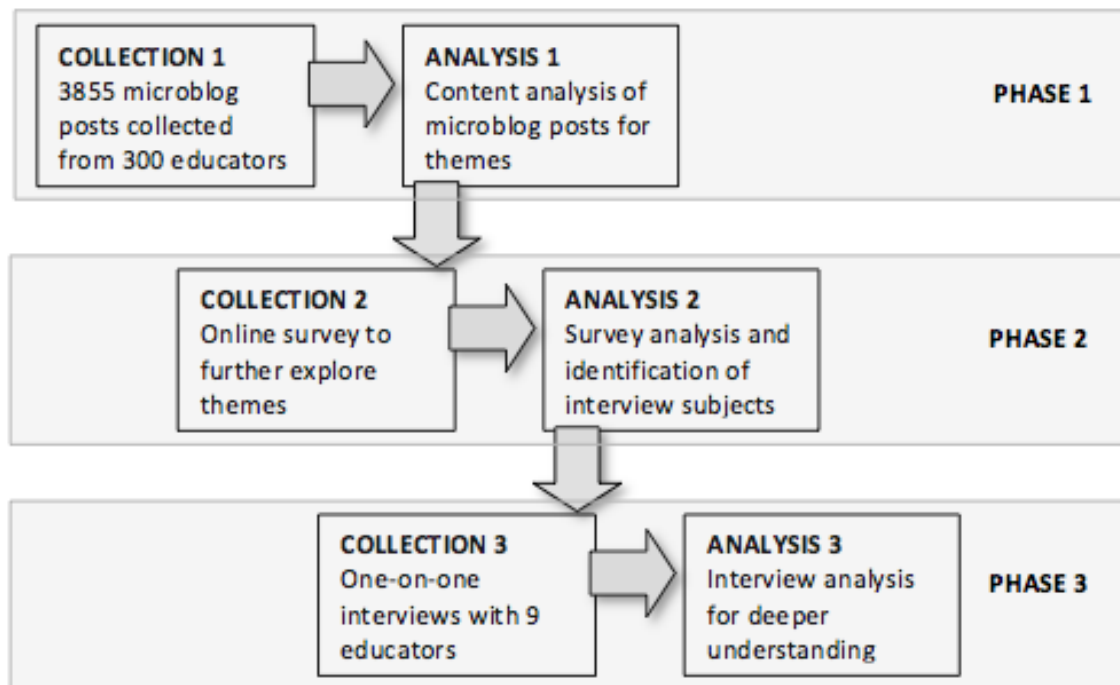 COLLECTION 1
3855 microblog
posts collected
from 300 educators
ANALYSIS 1
Content analysis of
microblog posts for
themes
PHASE 1
COLLECTION 2
Online survey to
further explore
themes
ANALYSIS 2
Survey analysis and
identification of
interview subjects
PHASE 2
COLLECTION 3
One-on-one
interviews with 9
educators
ANALYSIS 3
Interview analysis
for deeper
understanding
PHASE 3